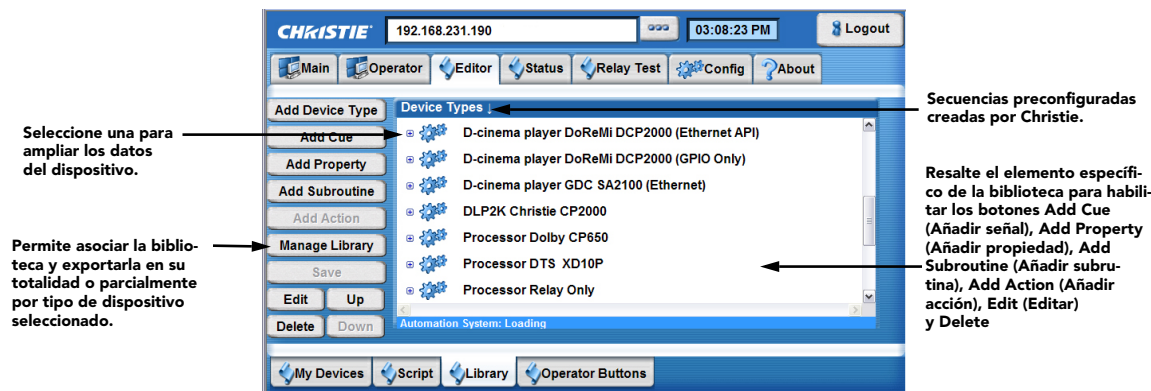 CHRISTIE
192.168.231.190
03:08:23 PM
Logout
Main
Operator
Editor
Status
Relay Test
Config
About
Add Device Type
Add Cue
Add Property
Add Subroutine
Add Action
Manage Library
Save
Edit
Up
Delete
Down
Device Types ↓
D-cinema player DoReMi DCP2000 (Ethernet API)
D-cinema player DoReMi DCP2000 (GPIO Only)
D-cinema player GDC SA2100 (Ethernet)
DLP2K Christie CP2000
Processor Dolby CP650
Processor DTS XD10P
Processor Relay Only
Automation System: Loading
My Devices
Script
Library
Operator Buttons
Seleccione una para
ampliar los datos
del dispositivo.
Permite asociar la biblio-
teca y exportarla en su
totalidad o parcialmente
por tipo de dispositivo
seleccionado.
Secuencias preconfiguradas
creadas por Christie.
Resalte el elemento específi-
co de la biblioteca para habili-
tar los botones Add Cue
(Añadir señal), Add Property
(Añadir propiedad), Add
Subroutine (Añadir subru-
tina), Add Action (Añadir
acción), Edit (Editar)
y Delete